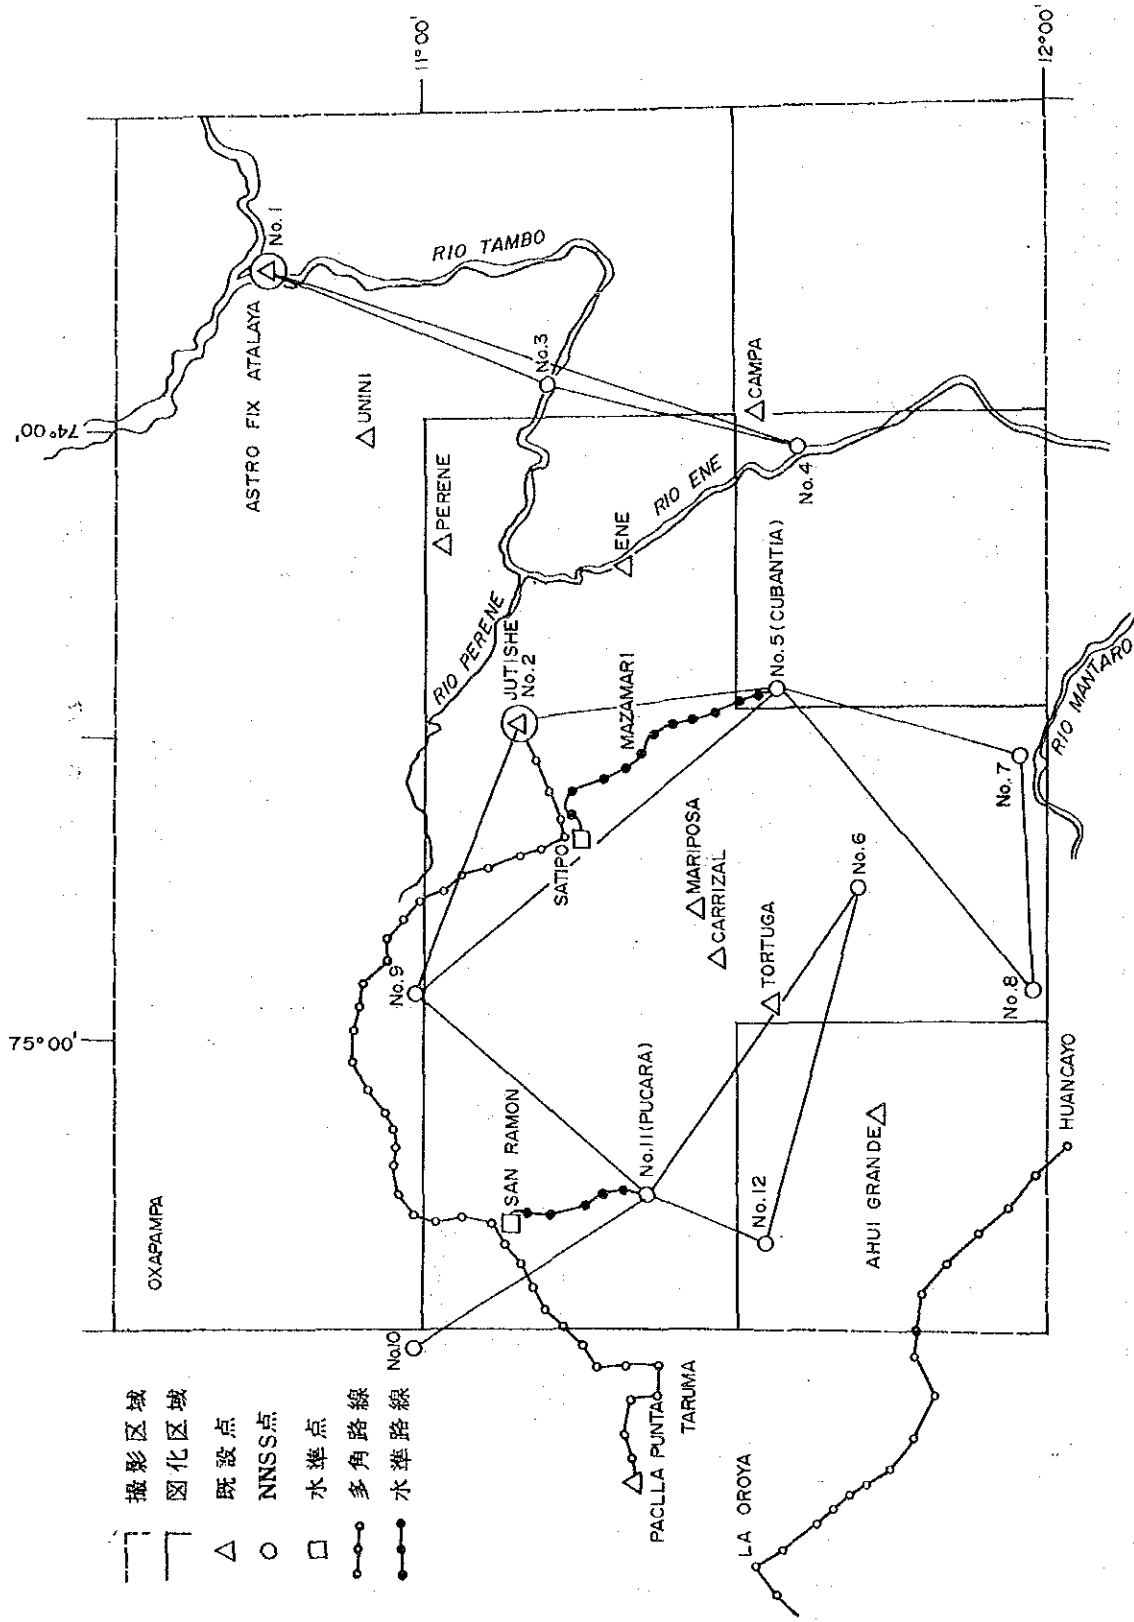 74°00'
75°00'
11°00'
12°00'
ASTRO FIX ATALAYA
No.1
RIO TAMBO
UNINI
PERENE
No.3
CAMPA
No.4
RIO ENE
ENE
RIO PERENE
JUTISHE
No.2
MAZAMARI
No.5 (CUBANTIA)
RIO MANTARO
No.7
SATIPO
MARIPOSA
CARRIZAL
No.6
TORTUGA
No.8
No.9
OXAPAMPA
SAN RAMON
No.11 (PUCARA)
No.12
AHUI GRANDE
HUANCAYO
No.10
PACLLA PUNTA
TARUMA
LA OROYA
撮影区域
図化区域
既設点
NNSS点
水準点
多角路線
水準路線